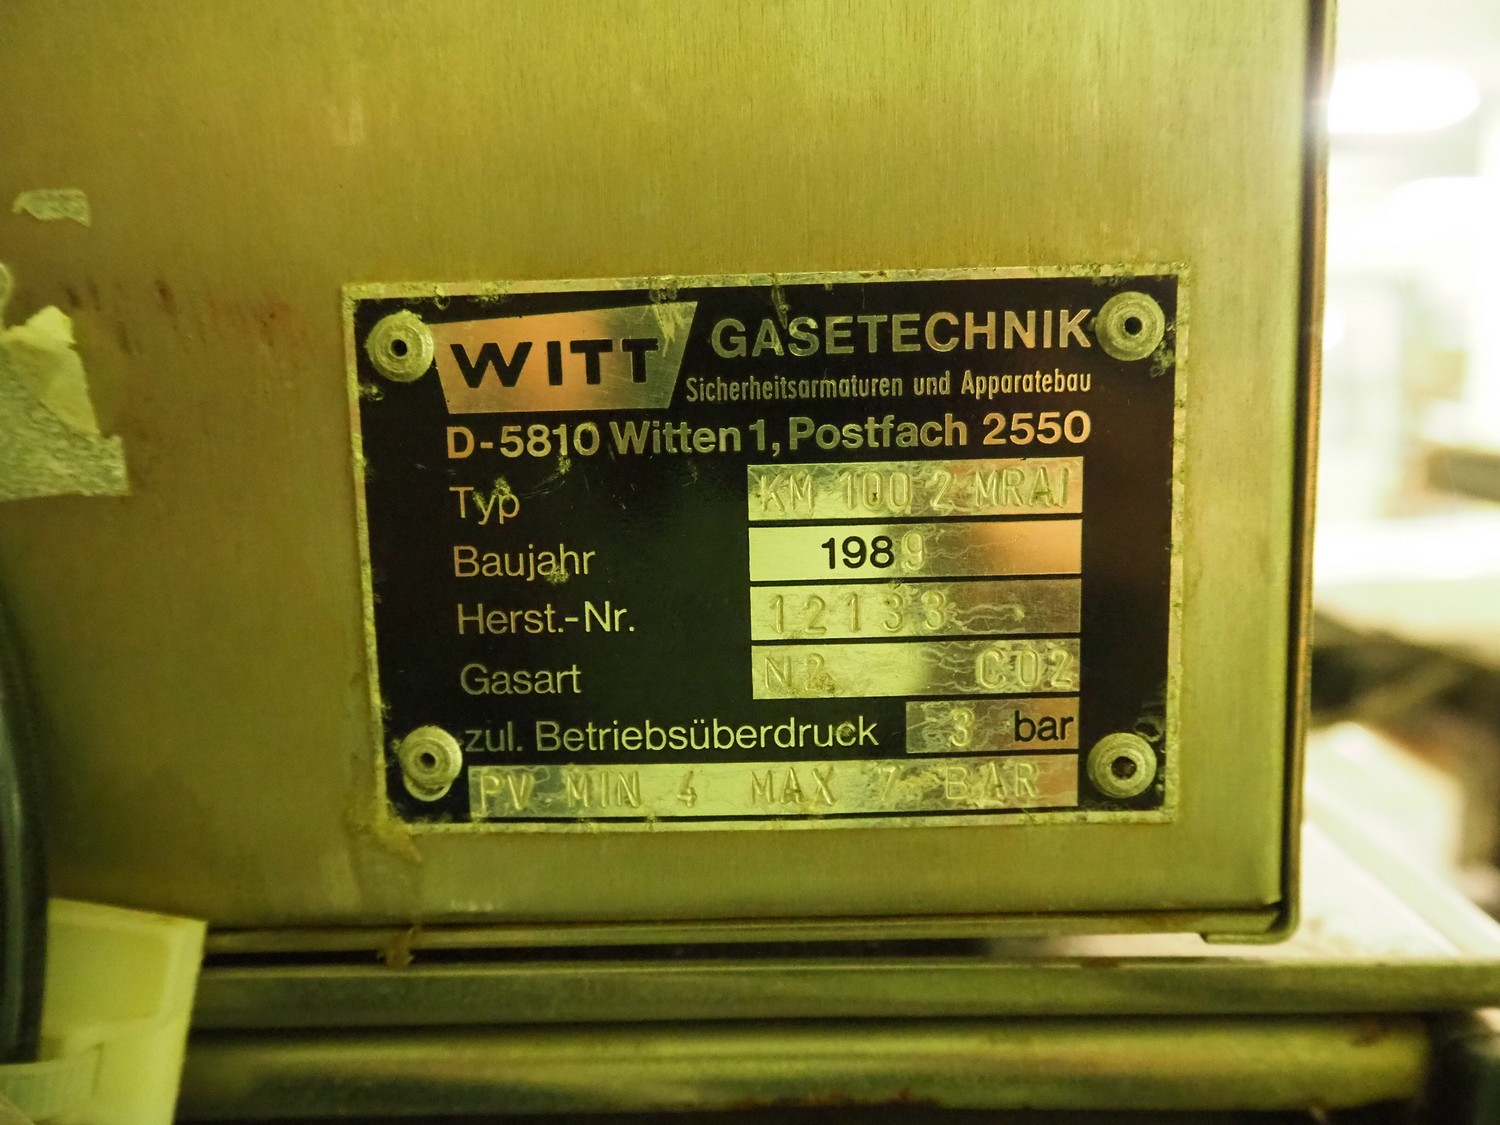 WITT GASETECHNIK
Sicherheitsarmaturen und Apparatebau
D-5810 Witten 1, Postfach 2550
Typ KM 100 2 MRAI
Baujahr 1989
Herst.-Nr. 12133
Gasart N2 CO2
zul. Betriebsüberdruck 3 bar
PV MIN 4 MAX 7 BAR